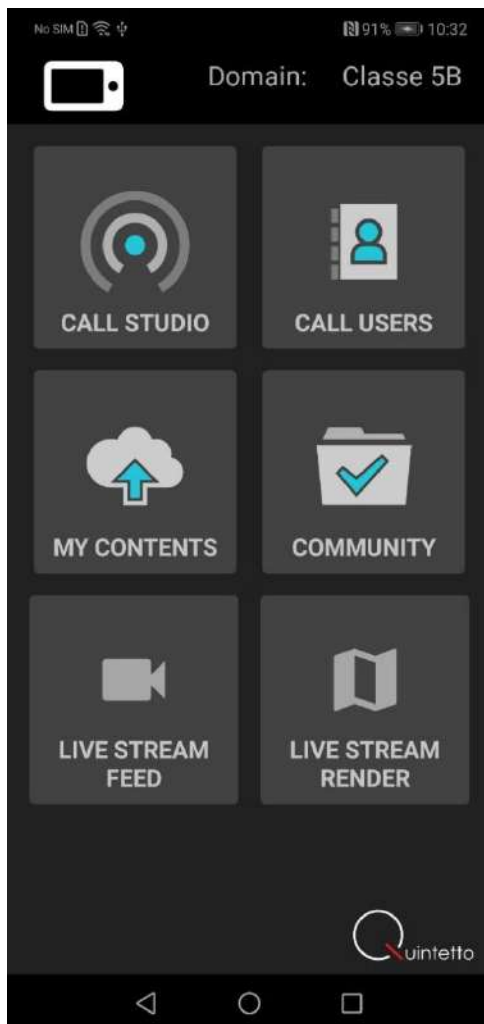 No SIM 91% 10:32
Domain: Classe 5B
CALL STUDIO CALL USERS
MY CONTENTS COMMUNITY
LIVE STREAM FEED
LIVE STREAM RENDER
Quintetto